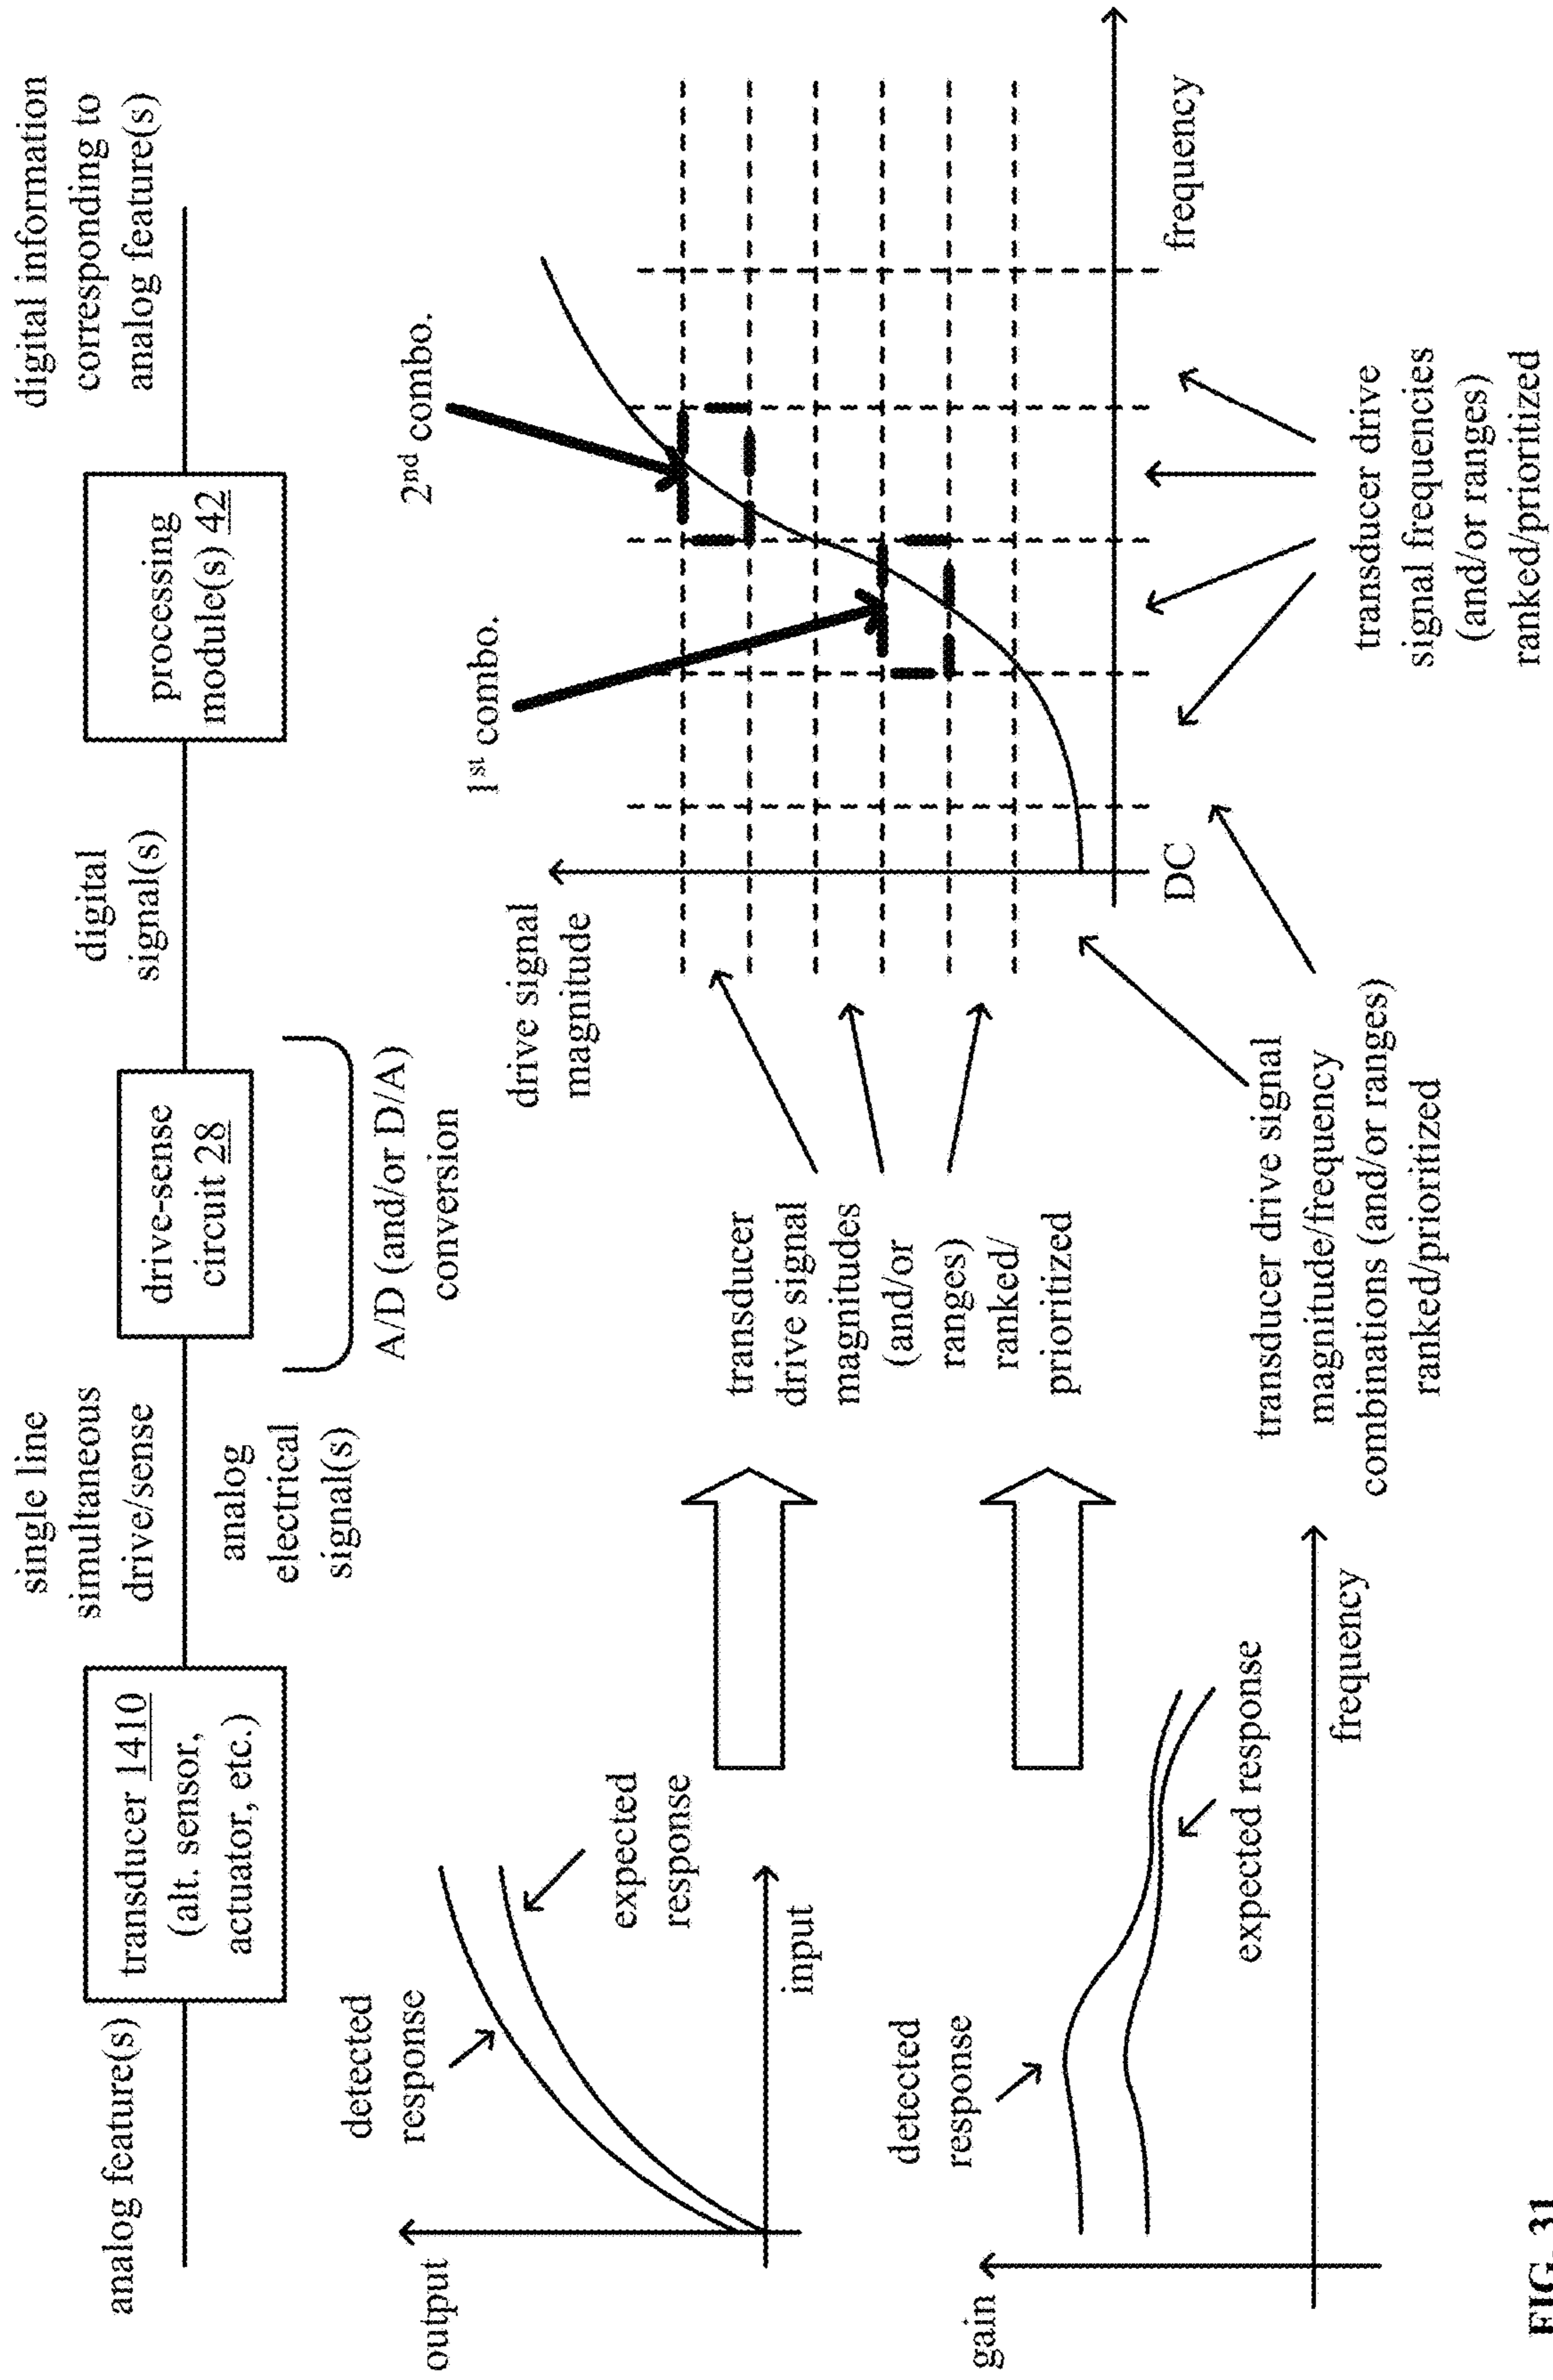 analog feature(s)
transducer 1410
(alt. sensor,
actuator, etc.)
single line
simultaneous
drive/sense
analog
electrical
signal(s)
drive-sense
circuit 28
A/D (and/or D/A)
conversion
digital
signal(s)
processing
module(s) 42
digital information
corresponding to
analog feature(s)
output
detected
response
expected
response
input
gain
detected
response
expected response
frequency
transducer
drive signal
magnitudes
(and/or
ranges)
ranked/
prioritized
transducer drive signal
magnitude/frequency
combinations (and/or ranges)
ranked/prioritized
drive signal
magnitude
1st combo.
2nd combo.
DC
frequency
transducer drive
signal frequencies
(and/or ranges)
ranked/prioritized
FIG. 31